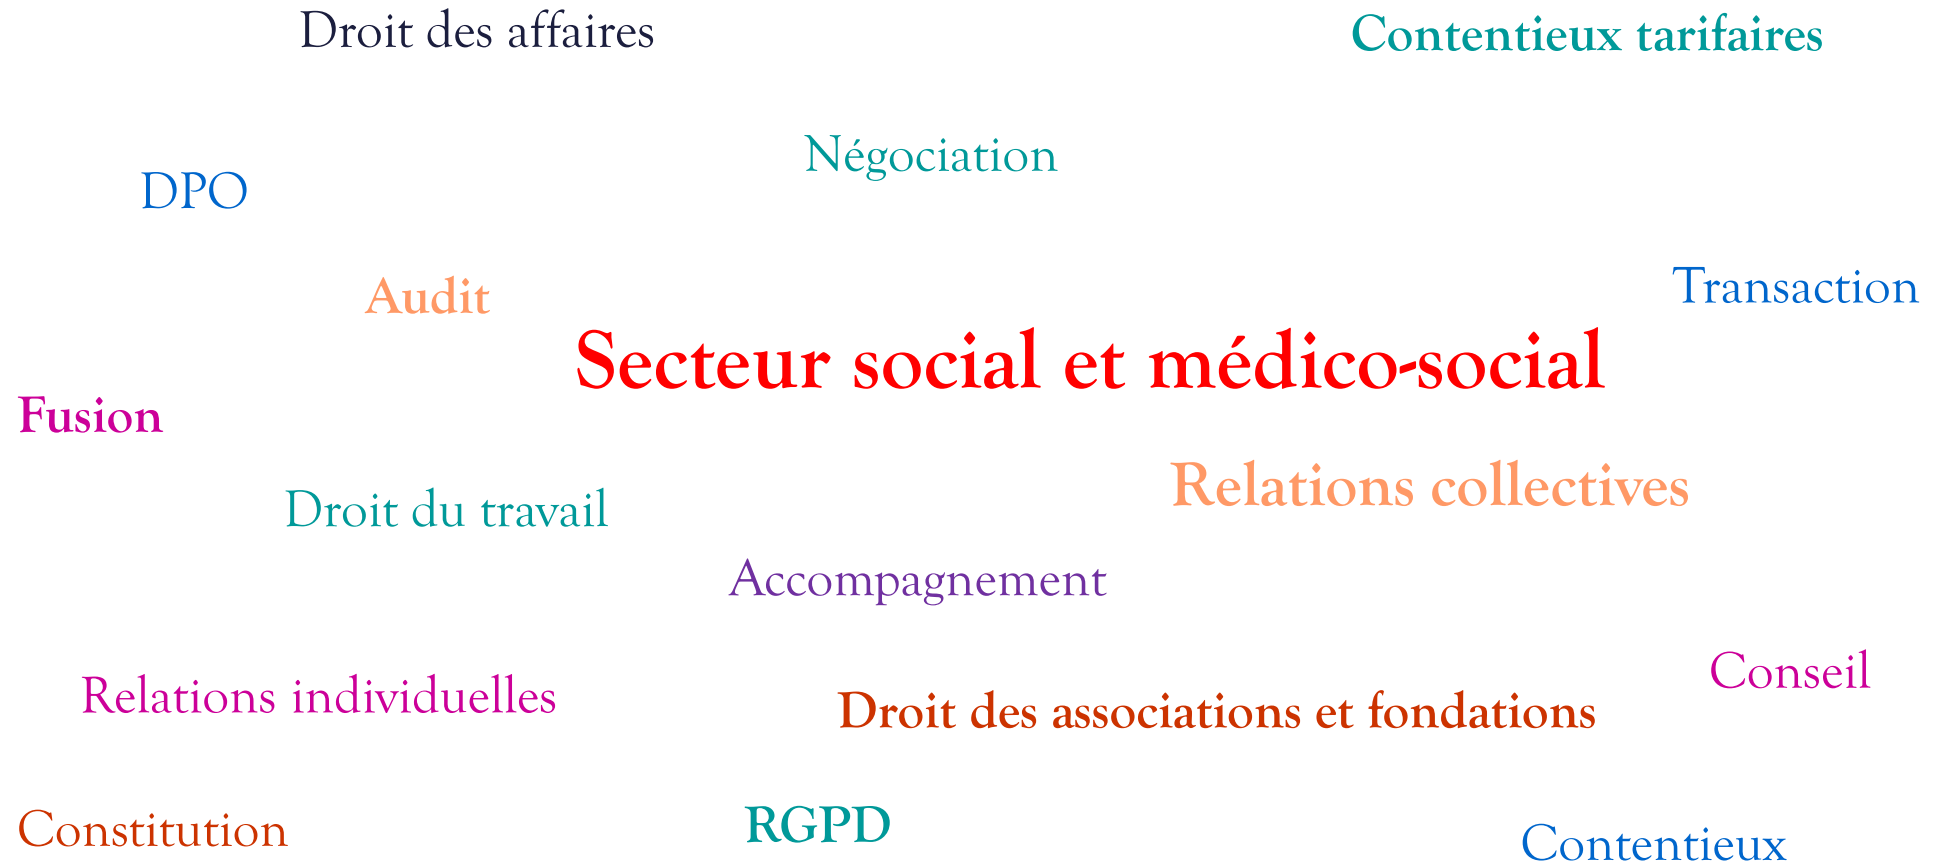 Droit des affaires
Contentieux tarifaires
Négociation
DPO
Audit
Transaction
Secteur social et médico-social
Fusion
Relations collectives
Droit du travail
Accompagnement
Conseil
Relations individuelles
Droit des associations et fondations
Constitution
RGPD
Contentieux